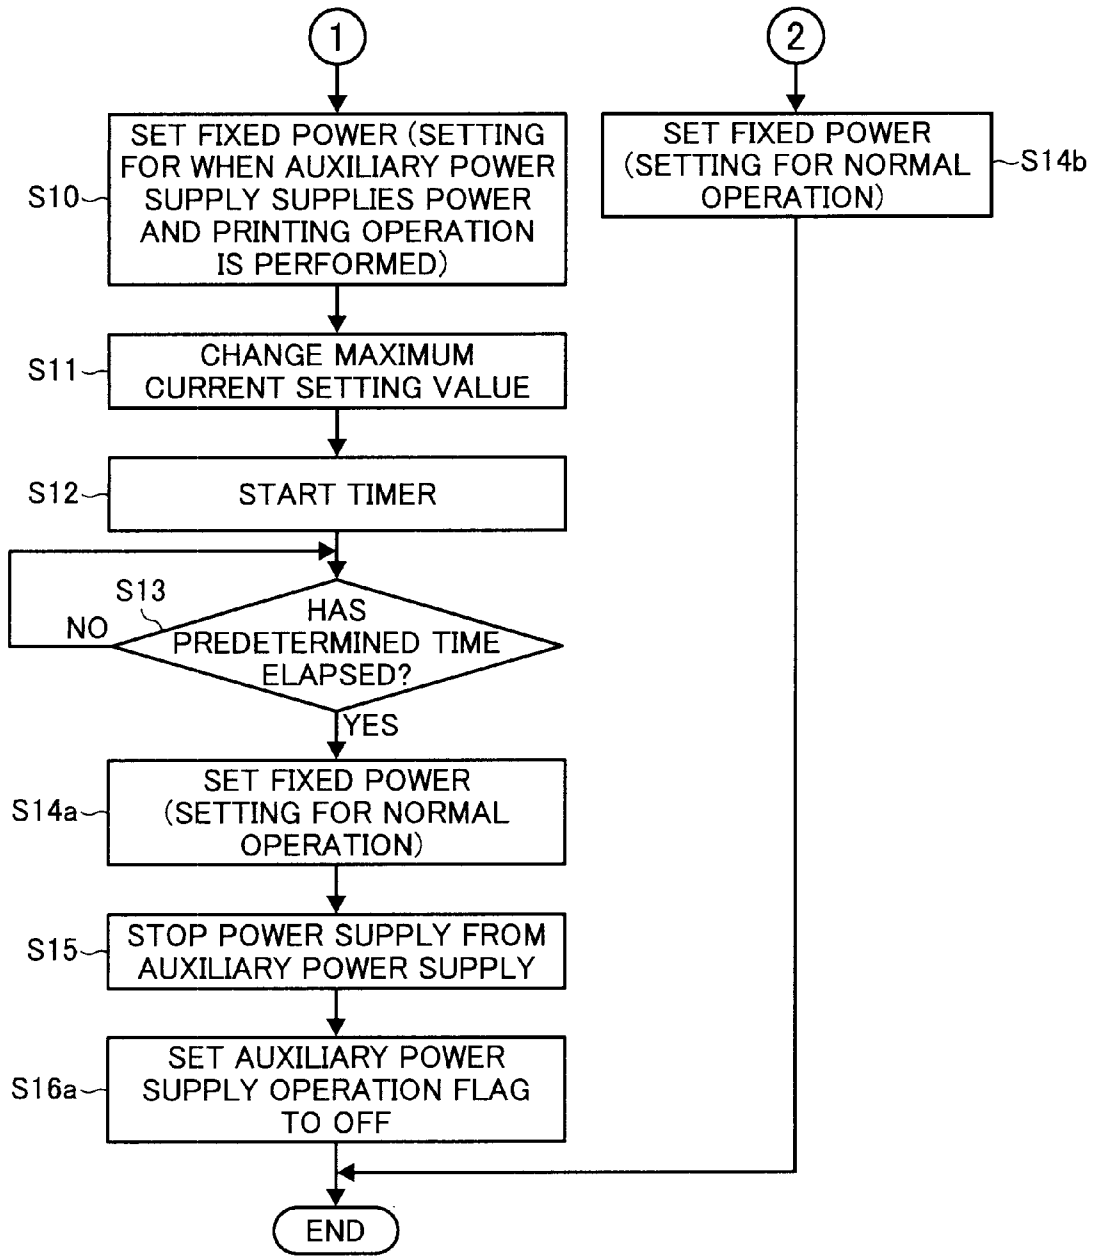 1
SET FIXED POWER (SETTING
FOR WHEN AUXILIARY POWER
SUPPLY SUPPLIES POWER
AND PRINTING OPERATION
IS PERFORMED)
S10
CHANGE MAXIMUM
CURRENT SETTING VALUE
S11
START TIMER
S12
S13
HAS
PREDETERMINED TIME
ELAPSED?
NO
YES
SET FIXED POWER
(SETTING FOR NORMAL
OPERATION)
S14a
STOP POWER SUPPLY FROM
AUXILIARY POWER SUPPLY
S15
SET AUXILIARY POWER
SUPPLY OPERATION FLAG
TO OFF
S16a
END
2
SET FIXED POWER
(SETTING FOR NORMAL
OPERATION)
S14b